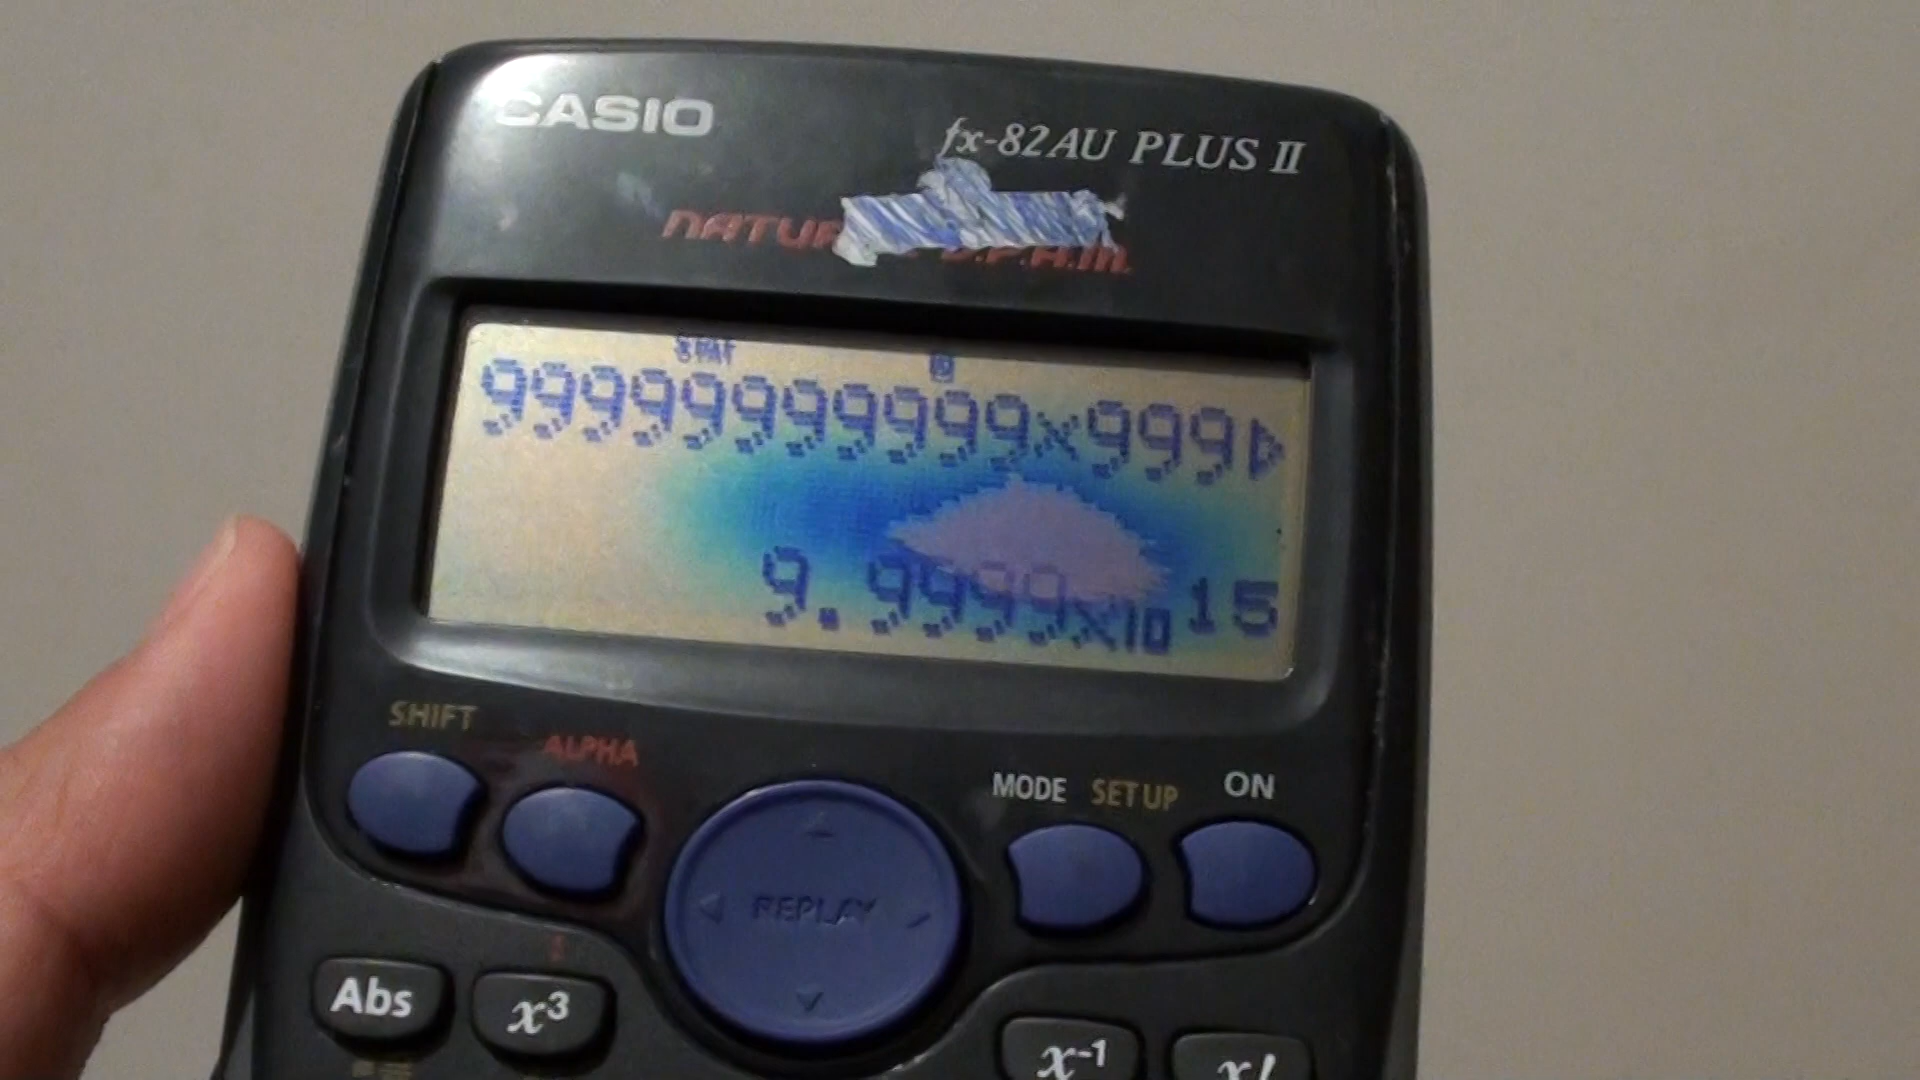 CASIO
fx-82AU PLUS II
NATUR V.P.A.M.
STAT D
99999999999×999▷
9.9999×10 15
SHIFT
ALPHA
MODE SETUP ON
REPLAY
Abs x³ x⁻¹ x!